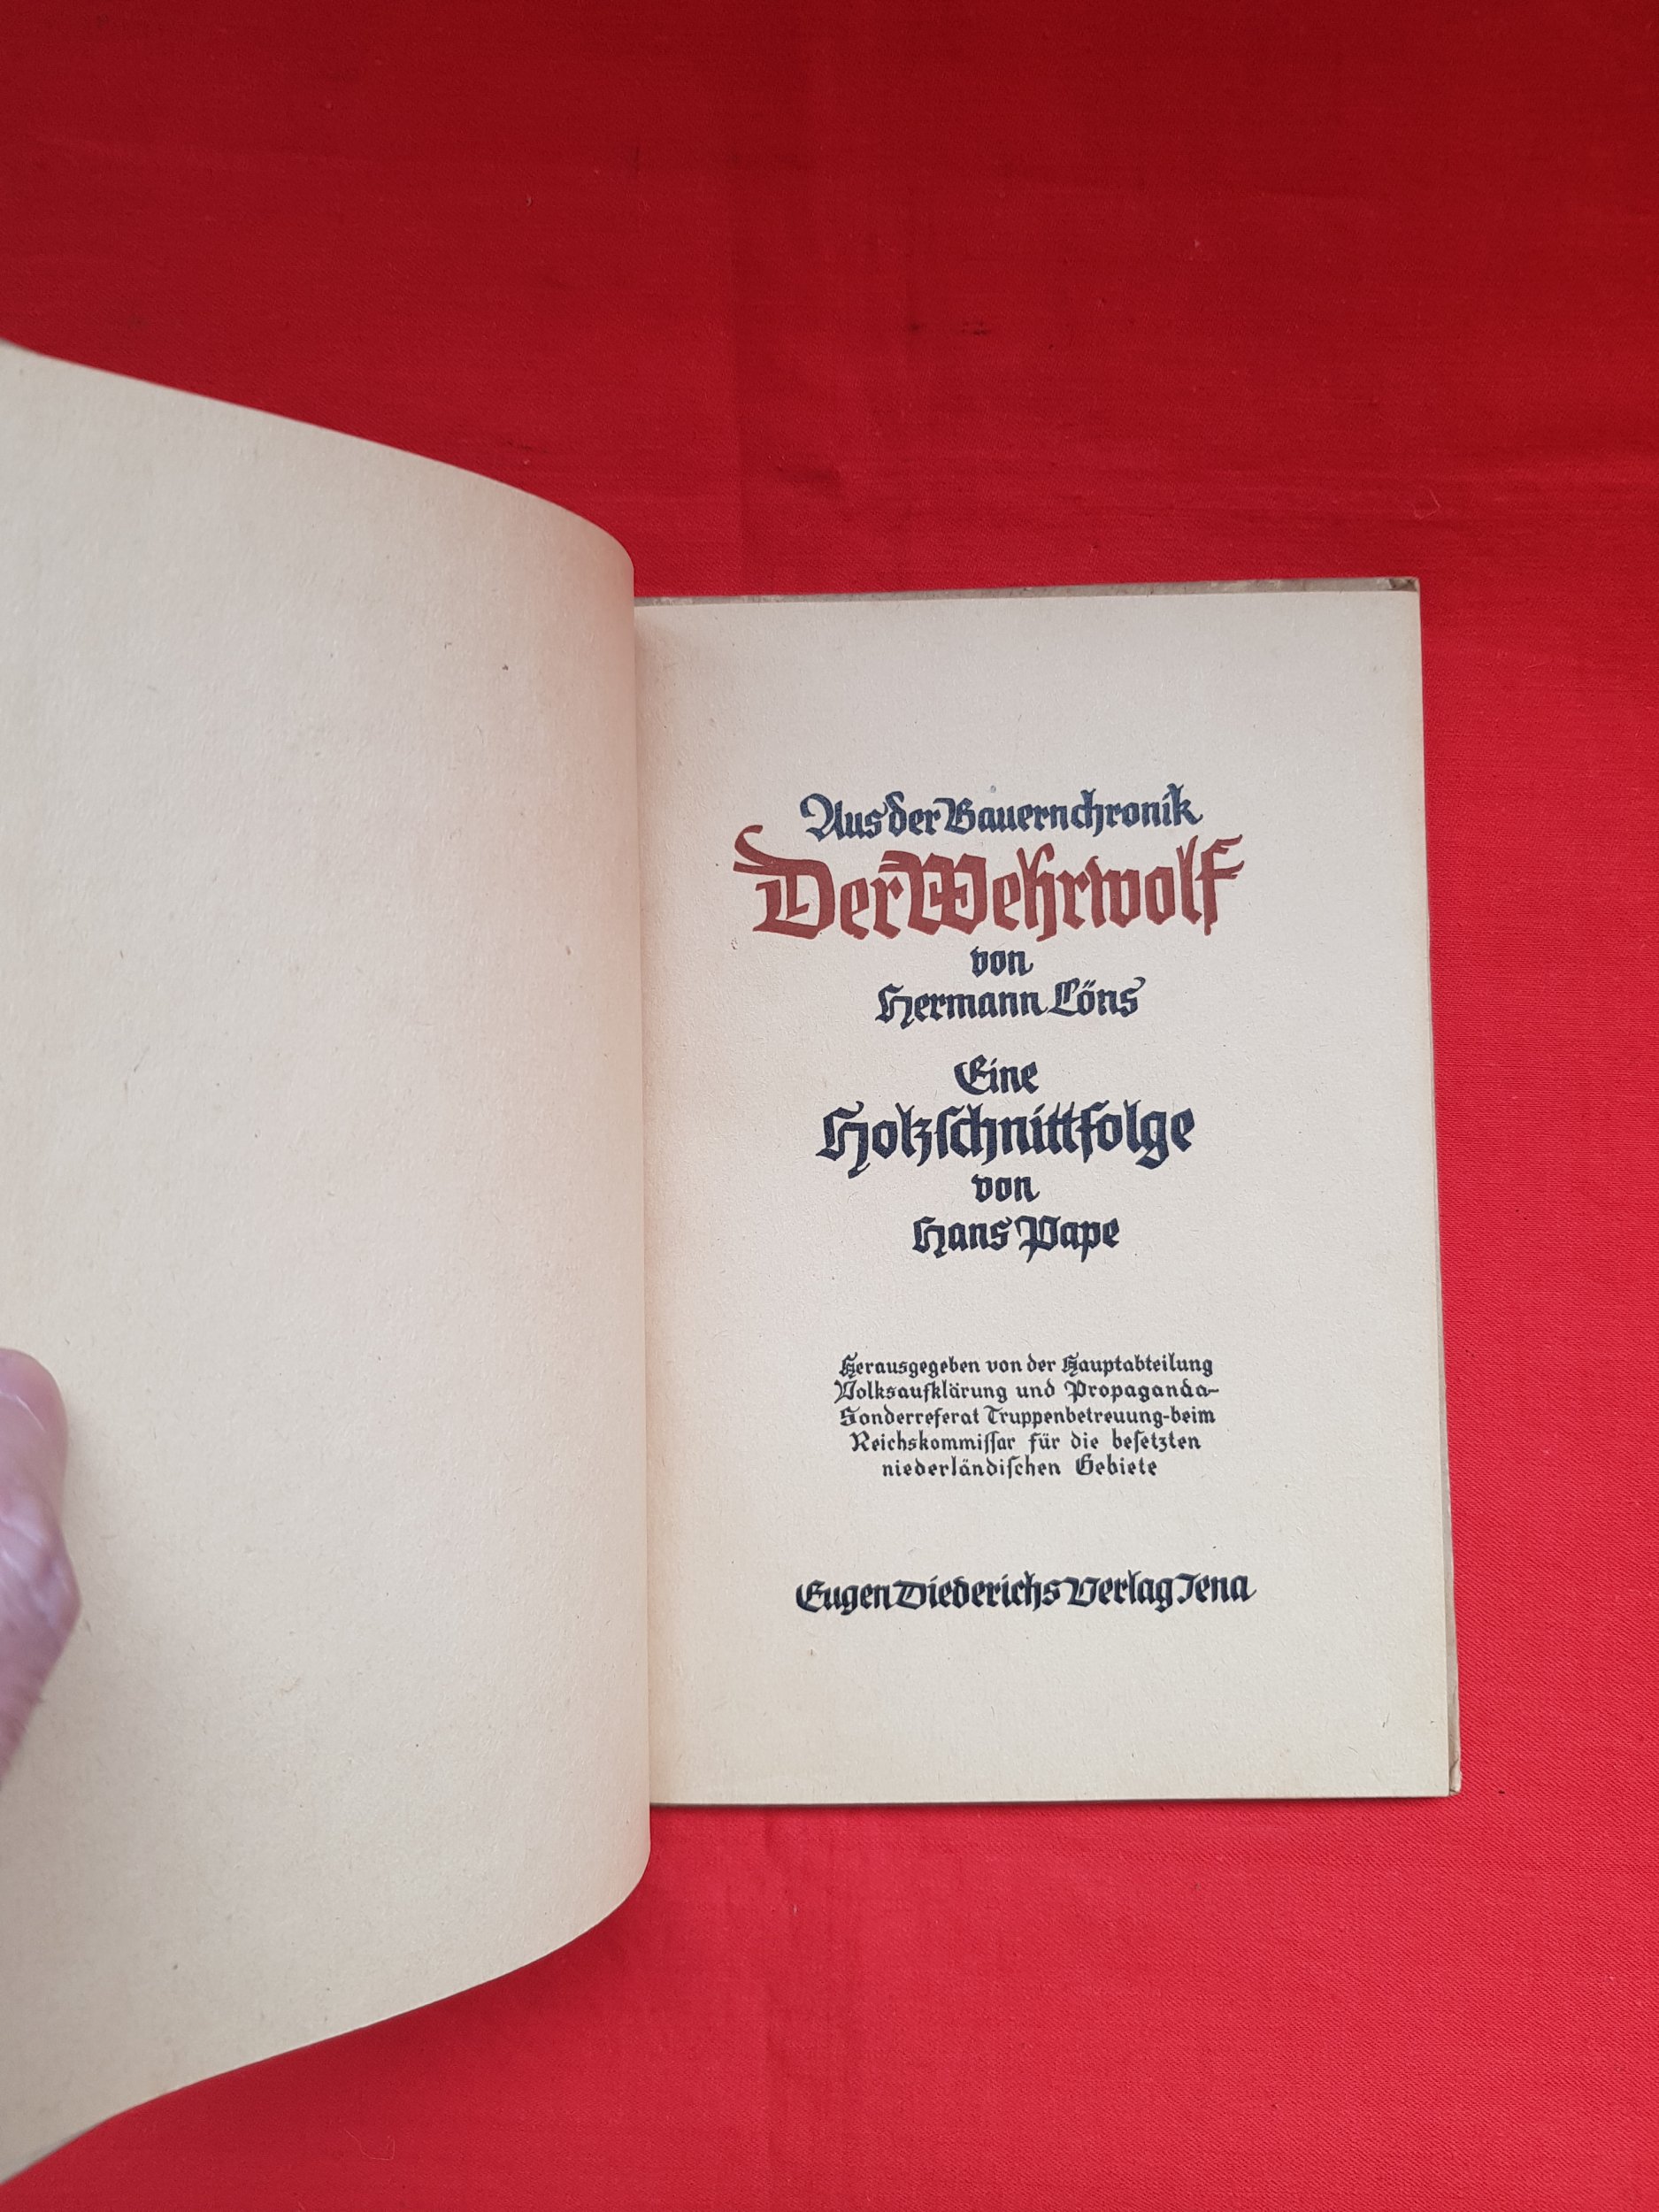 Aus der Bauernchronik
Der Wehrwolf
von
Hermann Löns
Eine
Holzschnittfolge
von
Hans Pape
Herausgegeben von der Hauptabteilung
Volksaufklärung und Propaganda-
Sonderreferat Truppenbetreuung-beim
Reichskommissar für die besetzten
niederländischen Gebiete
Eugen Diederichs Verlag Jena